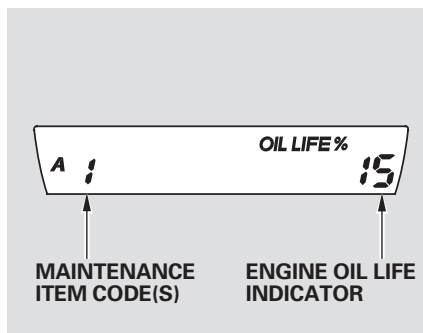 OIL LIFE %
A 1 15
MAINTENANCE ITEM CODE(S)
ENGINE OIL LIFE INDICATOR